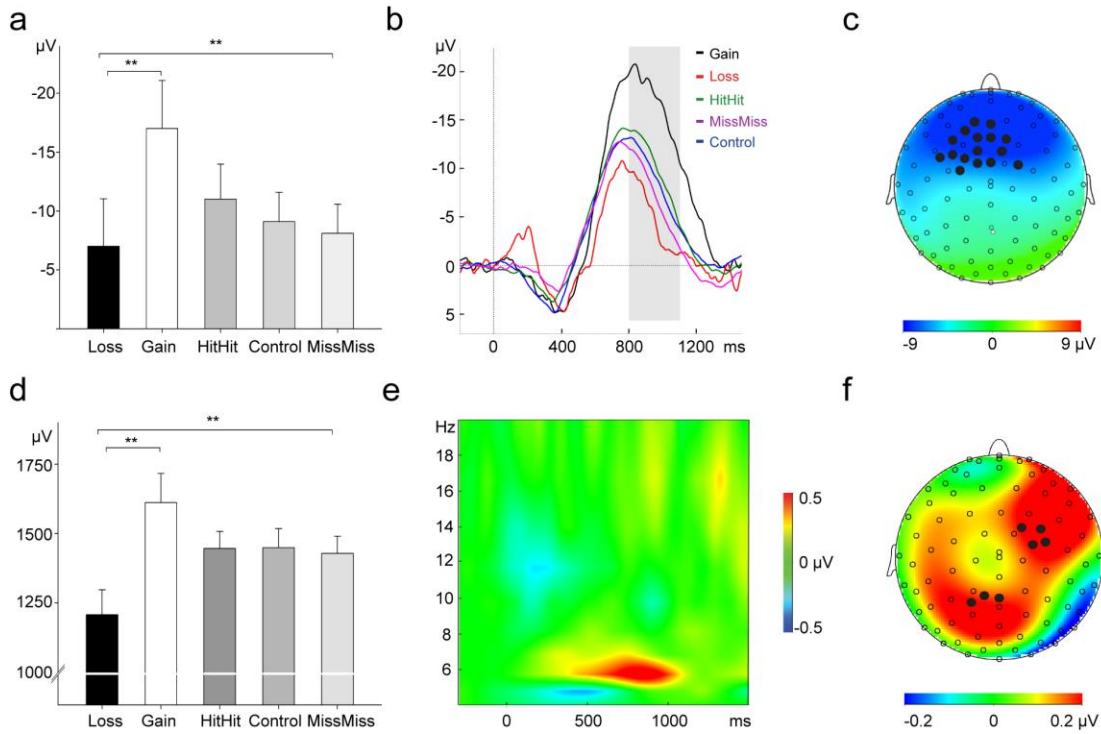 a
µV
**
**
-20
-15
-10
-5
Loss Gain HitHit Control MissMiss
b
µV
-20
-15
-10
-5
0
5
0 400 800 1200 ms
Gain
Loss
HitHit
MissMiss
Control
c
-9 0 9 µV
d
µV
**
**
1750
1500
1250
1000
Loss Gain HitHit Control MissMiss
e
Hz
18
16
14
12
10
8
6
0 500 1000 ms
0.5
0 µV
-0.5
f
-0.2 0 0.2 µV